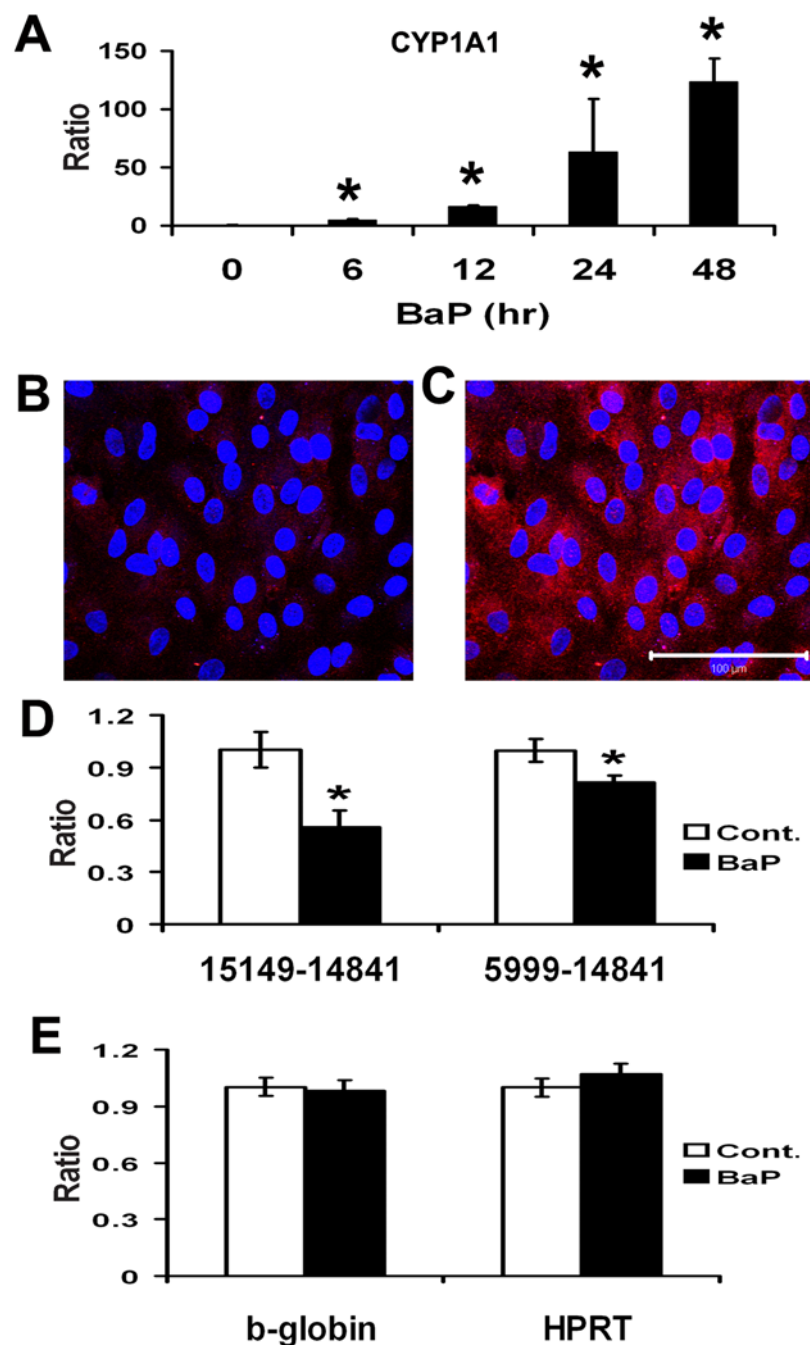 A
CYP1A1
150
100
50
0
Ratio
*
*
*
*
0 6 12 24 48
BaP (hr)
B
C
100 µm
D
1.2
0.9
0.6
0.3
0
Ratio
*
*
Cont.
BaP
15149-14841 5999-14841
E
1.2
0.9
0.6
0.3
0
Ratio
Cont.
BaP
b-globin HPRT